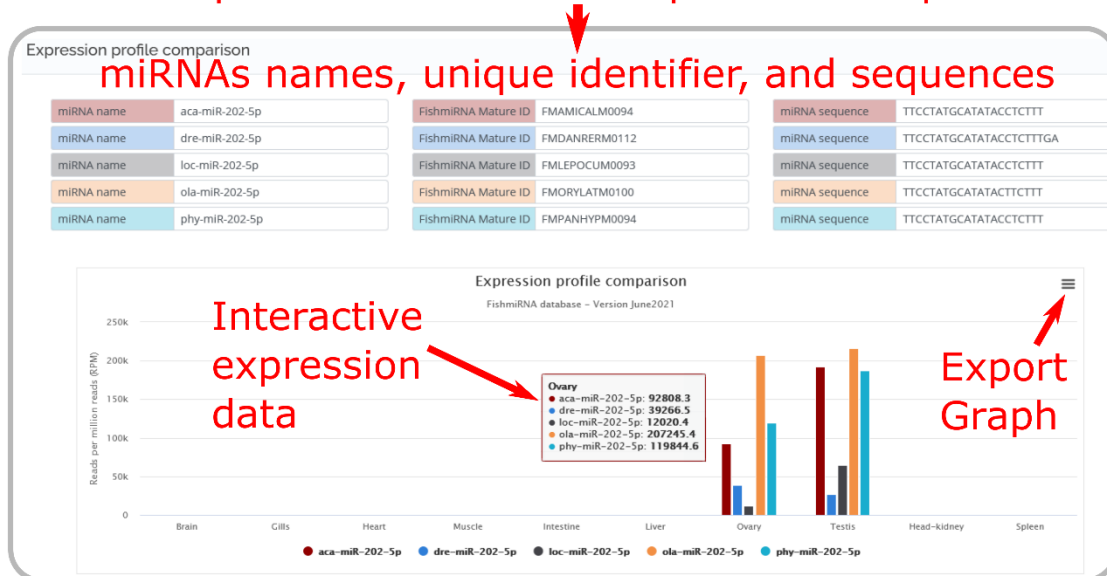 Expression profile comparison
miRNAs names, unique identifier, and sequences
miRNA name aca-miR-202-5p FishmiRNA Mature ID FMAMICALM0094 miRNA sequence TTCCTATGCATATACCTCTTT
miRNA name dre-miR-202-5p FishmiRNA Mature ID FMDANRERM0112 miRNA sequence TTCCTATGCATATACCTCTTTGA
miRNA name loc-miR-202-5p FishmiRNA Mature ID FMLEPOCUM0093 miRNA sequence TTCCTATGCATATACCTCTTT
miRNA name ola-miR-202-5p FishmiRNA Mature ID FMORYLATM0100 miRNA sequence TTCCTATGCATATACTTCTTT
miRNA name phy-miR-202-5p FishmiRNA Mature ID FMPANHYPM0094 miRNA sequence TTCCTATGCATATACCTCTTT
Expression profile comparison
FishmiRNA database – Version June2021
Interactive
expression
data
Export
Graph
Reads per million reads (RPM)
250k
200k
150k
100k
50k
0
Ovary
aca-miR-202-5p: 92808.3
dre-miR-202-5p: 39266.5
loc-miR-202-5p: 12020.4
ola-miR-202-5p: 207245.4
phy-miR-202-5p: 119844.6
Brain Gills Heart Muscle Intestine Liver Ovary Testis Head-kidney Spleen
aca-miR-202-5p dre-miR-202-5p loc-miR-202-5p ola-miR-202-5p phy-miR-202-5p